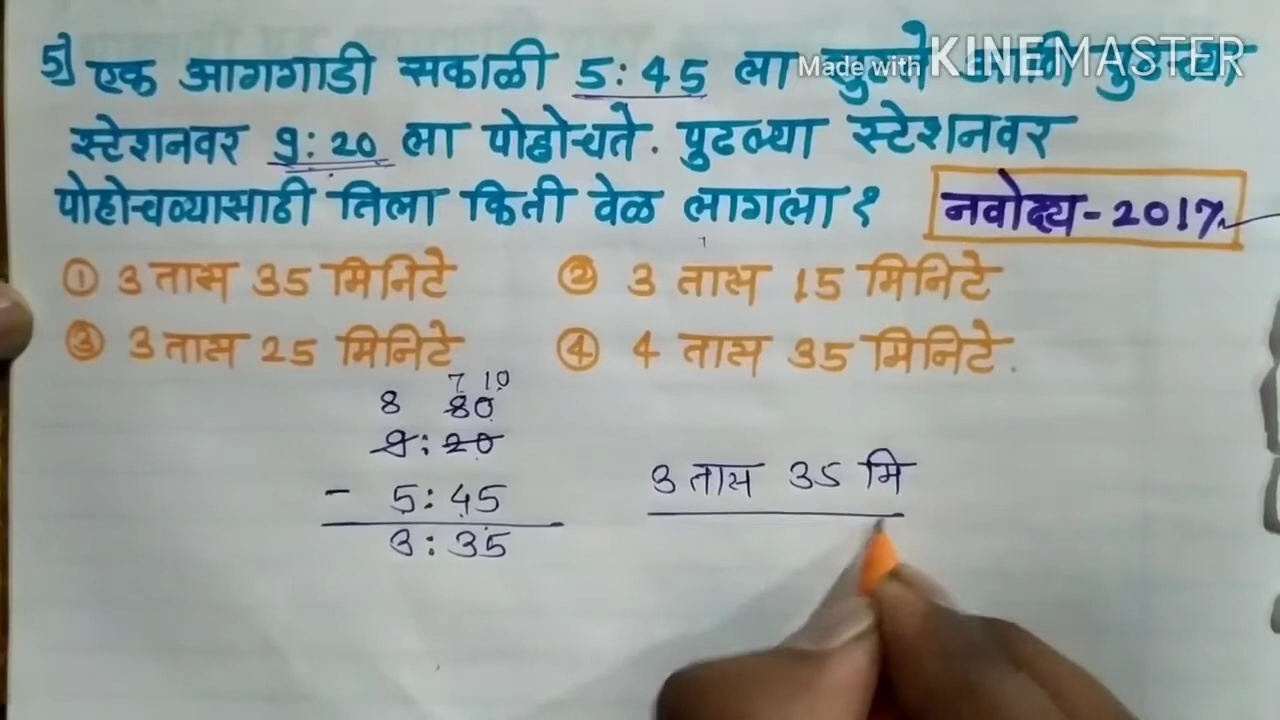 5] एक आगगाडी सकाळी 5:45 ला
Made with KINEMASTER
स्टेशनवर 9:20 ला पोहोचते. पुढल्या स्टेशनवर
पोहोचव्यासाठी तिला किती वेळ लागला ?
नवोदय-2017
① 3 तास 35 मिनिटे ② 3 तास 15 मिनिटे
③ 3 तास 25 मिनिटे ④ 4 तास 35 मिनिटे.
7 10
8 80
9:20
- 5:45
3:35
3 तास 35 मि